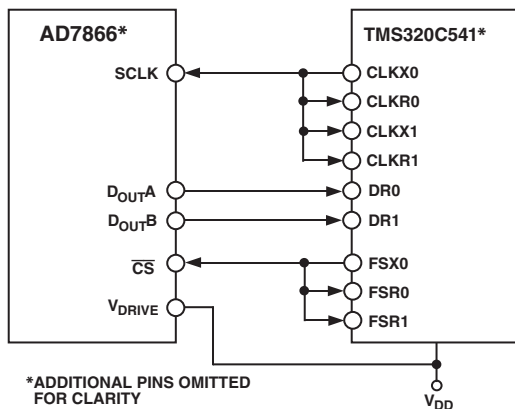 AD7866*
TMS320C541*
SCLK
CLKX0
CLKR0
CLKX1
CLKR1
DOUTA
DR0
DOUTB
DR1
CS
FSX0
FSR0
VDRIVE
FSR1
*ADDITIONAL PINS OMITTED
FOR CLARITY
VDD